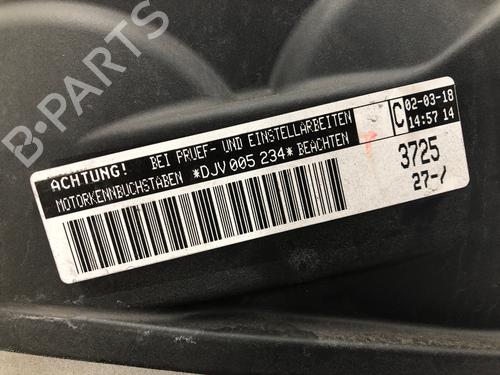 B-PARTS
ACHTUNG! BEI PRUEF- UND EINSTELLARBEITEN
MOTORKENNBUCHSTABEN *DJV 005 234* BEACHTEN
C
02-03-18
14:57 14
3725
27-/